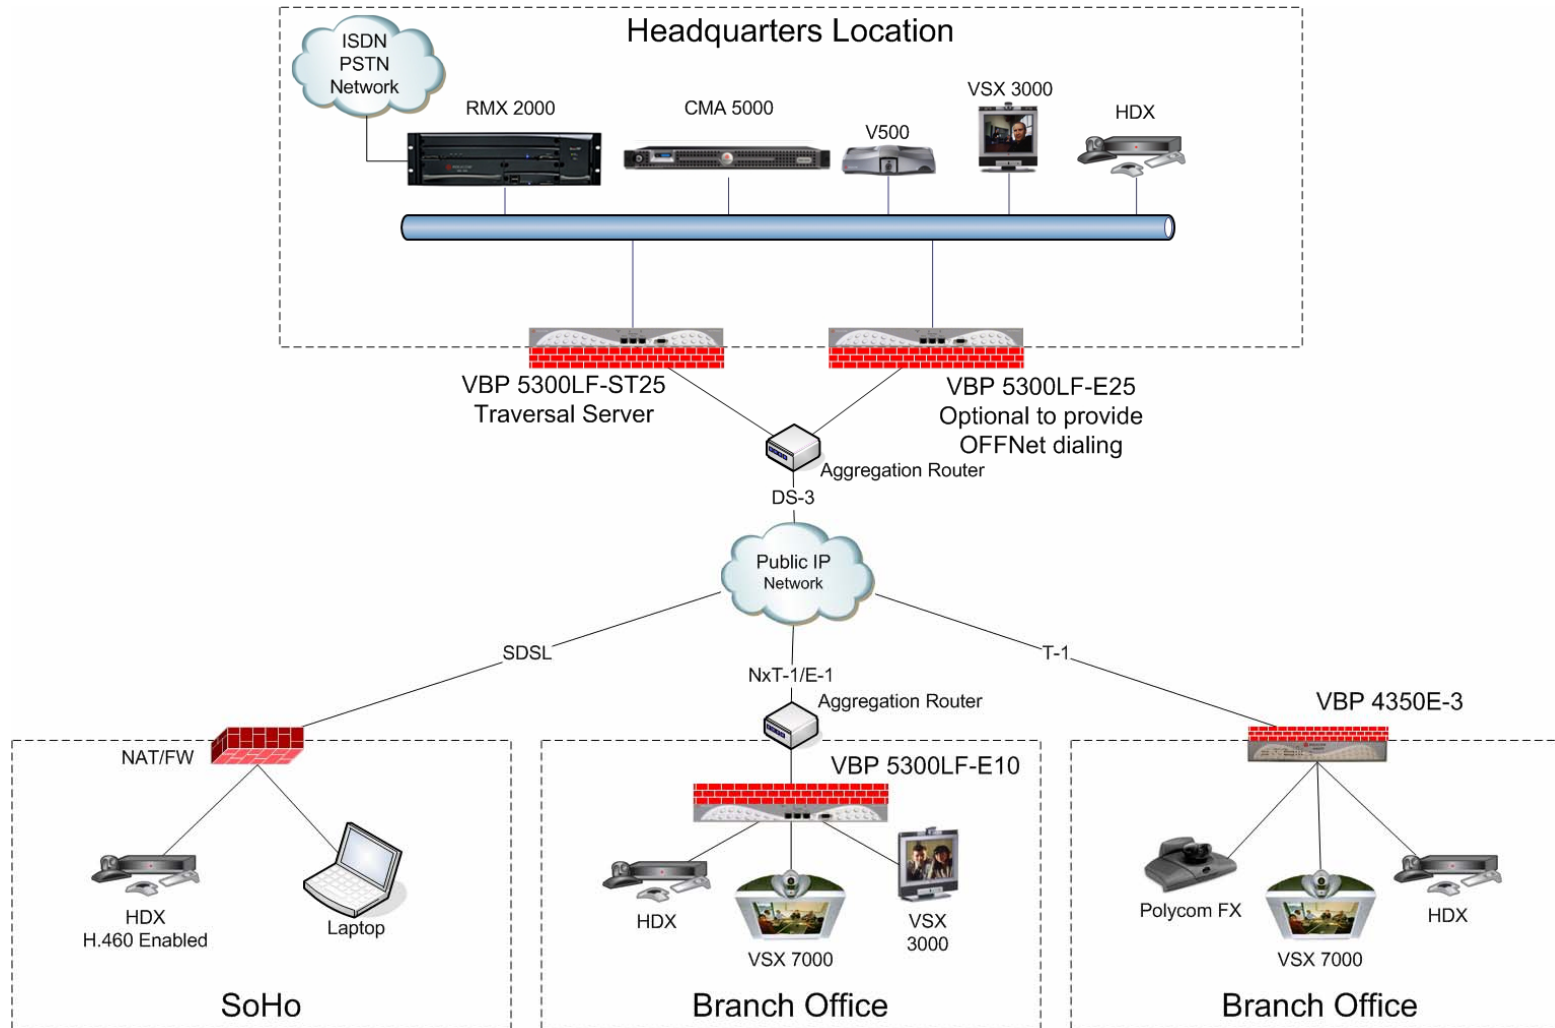 Headquarters Location
ISDN
PSTN
Network
RMX 2000
CMA 5000
V500
VSX 3000
HDX
VBP 5300LF-ST25
Traversal Server
VBP 5300LF-E25
Optional to provide
OFFNet dialing
Aggregation Router
DS-3
Public IP
Network
SDSL
NxT-1/E-1
T-1
Aggregation Router
VBP 4350E-3
NAT/FW
VBP 5300LF-E10
HDX
H.460 Enabled
Laptop
HDX
VSX 7000
VSX
3000
Polycom FX
VSX 7000
HDX
SoHo
Branch Office
Branch Office